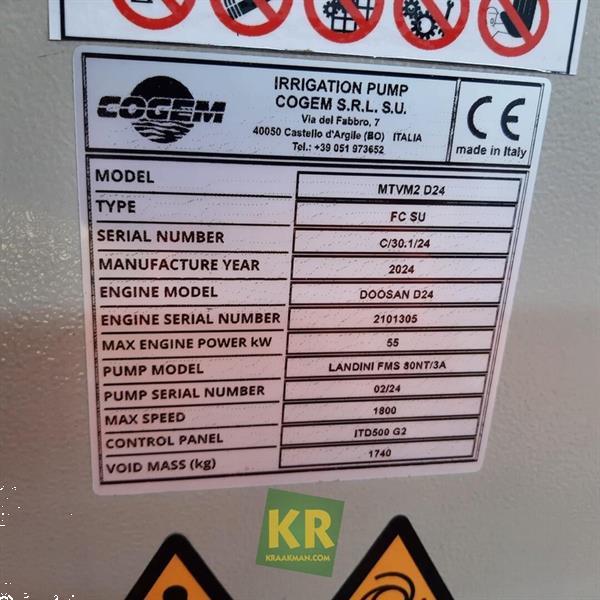 COGEM
IRRIGATION PUMP
COGEM S.R.L. S.U.
Via del Fabbro, 7
40050 Castello d'Argile (BO) ITALIA
Tel.: +39 051 973652
CE
made in Italy
MODEL MTVM2 D24
TYPE FC SU
SERIAL NUMBER C/30.1/24
MANUFACTURE YEAR 2024
ENGINE MODEL DOOSAN D24
ENGINE SERIAL NUMBER 2101305
MAX ENGINE POWER kW 55
PUMP MODEL LANDINI FMS 80NT/3A
PUMP SERIAL NUMBER 02/24
MAX SPEED 1800
CONTROL PANEL ITD500 G2
VOID MASS (kg) 1740
KR
KRAAKMAN.COM